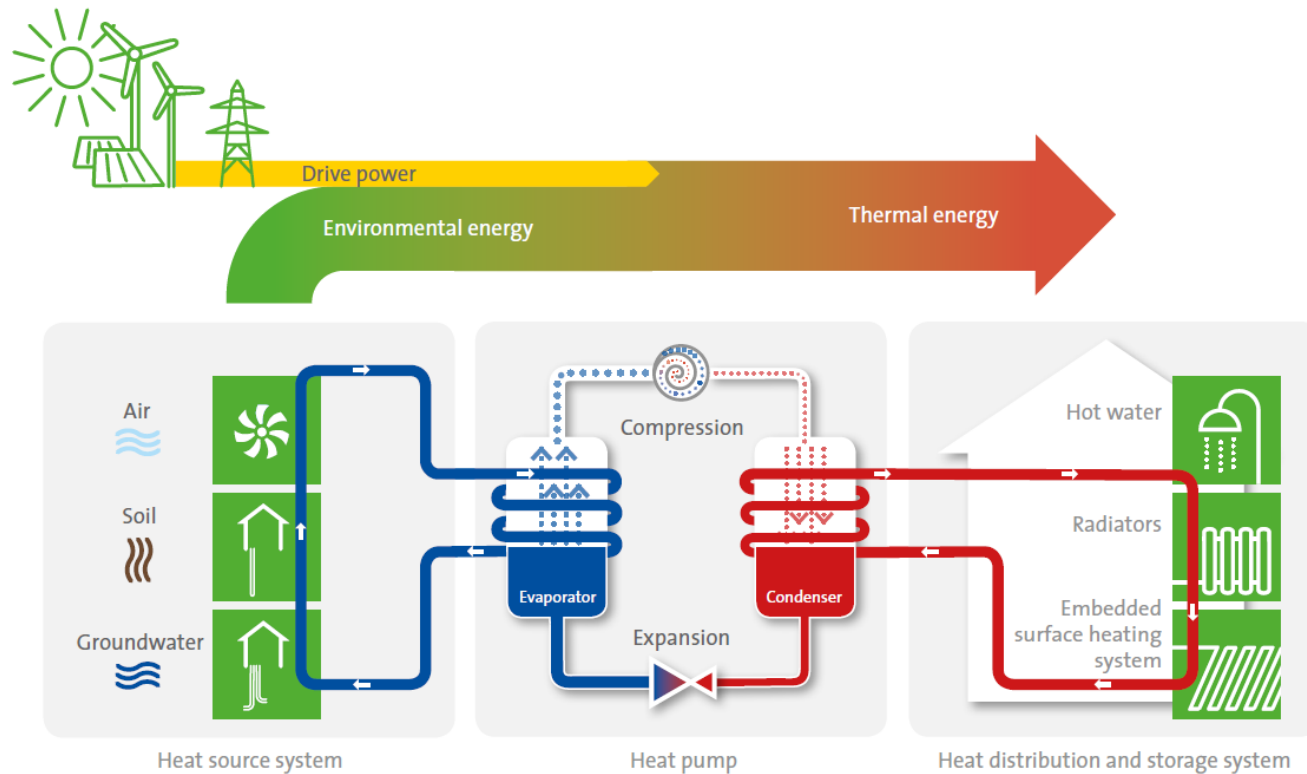 Drive power
Environmental energy
Thermal energy
Air
Soil
Groundwater
Compression
Evaporator
Condenser
Expansion
Hot water
Radiators
Embedded
surface heating
system
Heat source system
Heat pump
Heat distribution and storage system